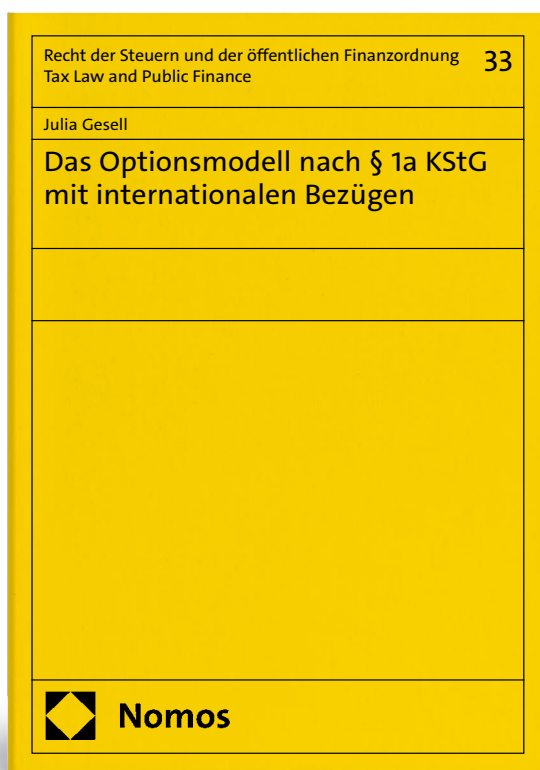 Recht der Steuern und der öffentlichen Finanzordnung 33
Tax Law and Public Finance
Julia Gesell
Das Optionsmodell nach § 1a KStG
mit internationalen Bezügen
Nomos